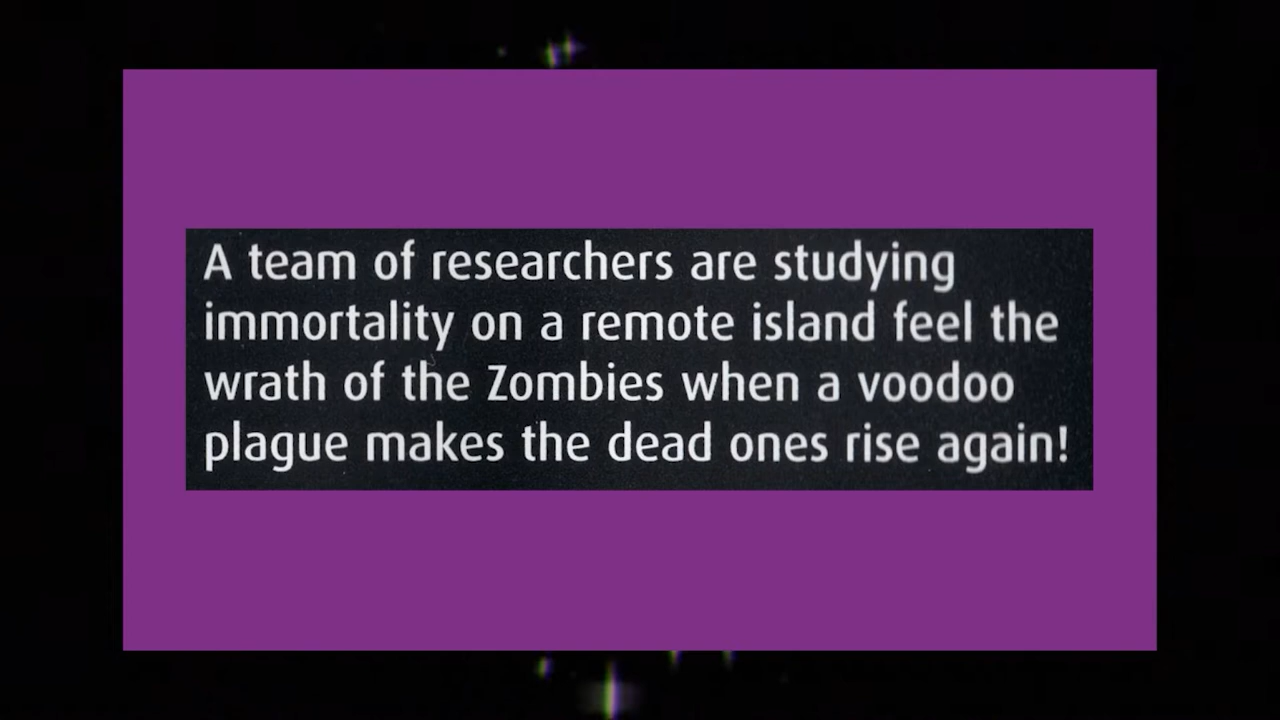 A team of researchers are studying
immortality on a remote island feel the
wrath of the Zombies when a voodoo
plague makes the dead ones rise again!